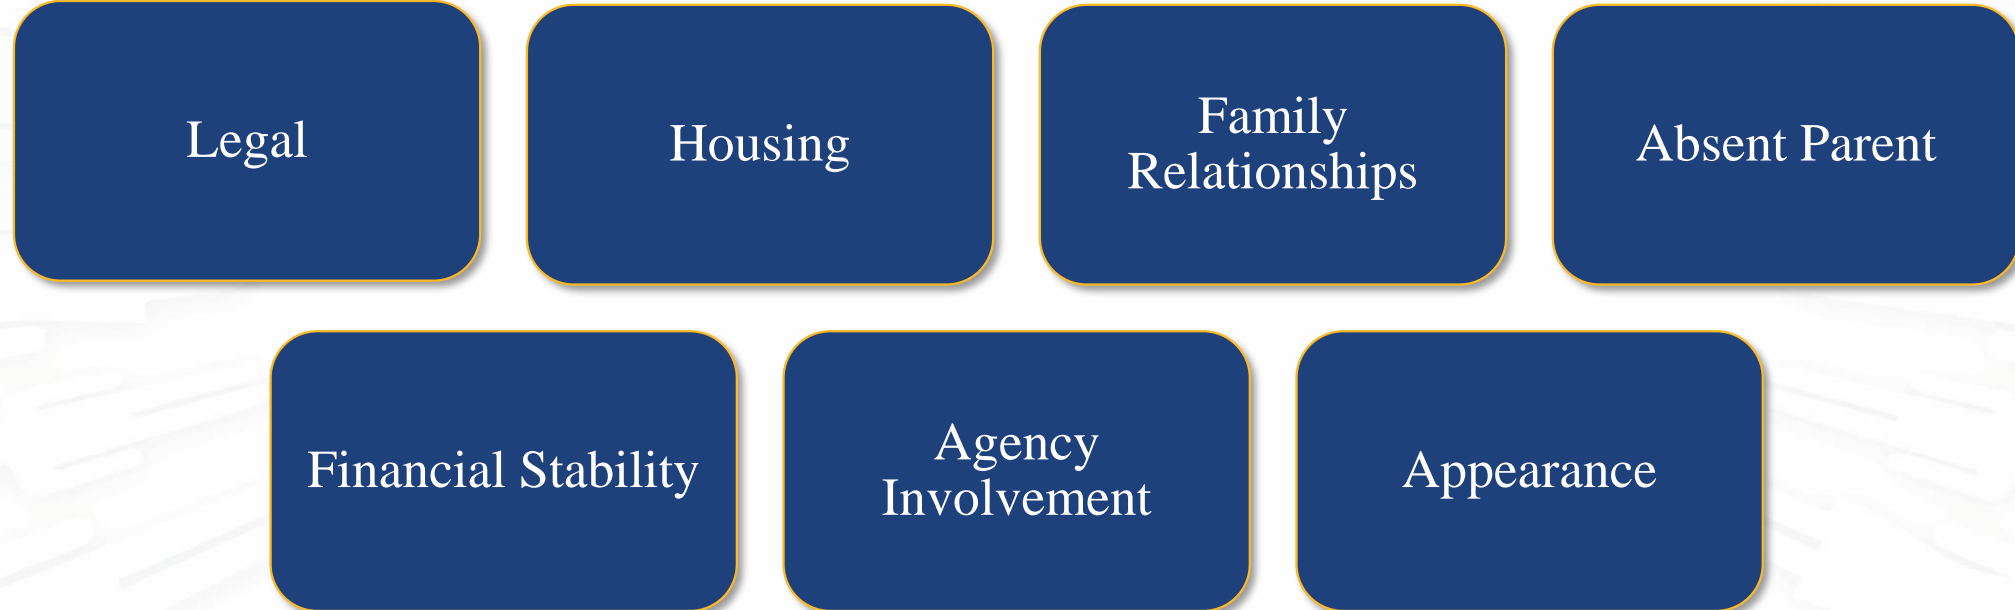 Legal
Housing
Family
Relationships
Absent Parent
Financial Stability
Agency
Involvement
Appearance